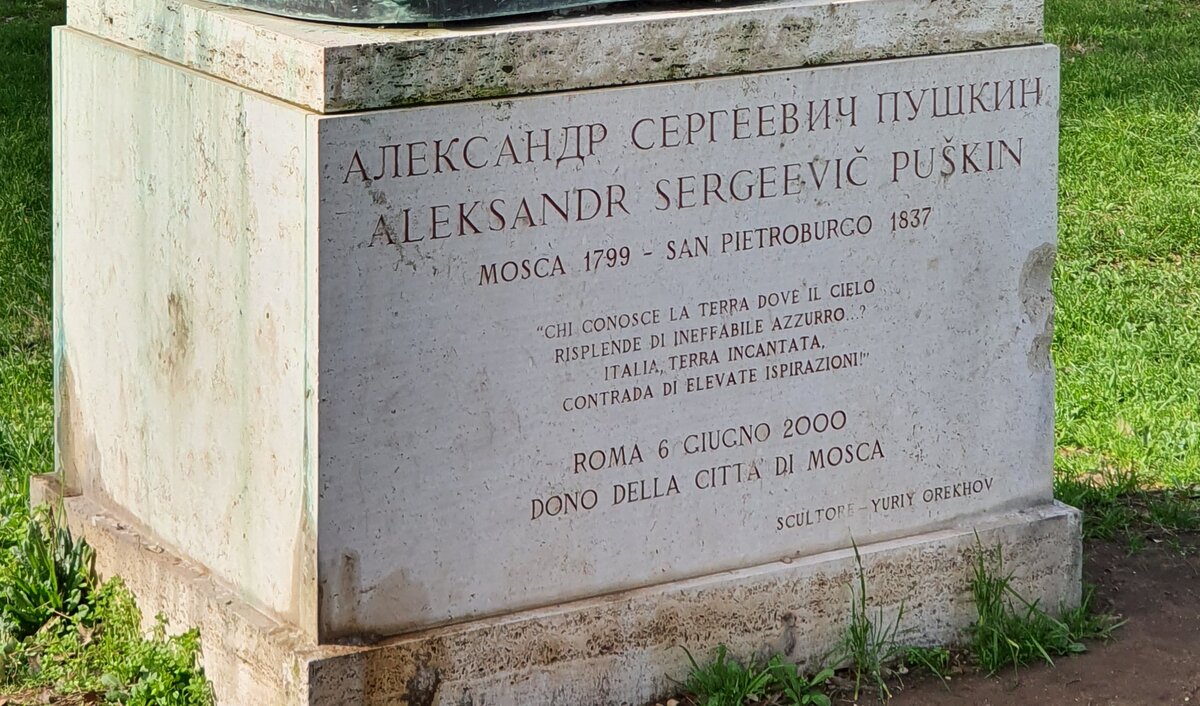 АЛЕКСАНДР СЕРГЕЕВИЧ ПУШКИН
ALEKSANDR SERGEEVIČ PUŠKIN
MOSCA 1799 - SAN PIETROBURGO 1837
"CHI CONOSCE LA TERRA DOVE IL CIELO
RISPLENDE DI INEFFABILE AZZURRO...?
ITALIA, TERRA INCANTATA,
CONTRADA DI ELEVATE ISPIRAZIONI!"
ROMA 6 GIUGNO 2000
DONO DELLA CITTÀ DI MOSCA
SCULTORE - YURIY OREKHOV